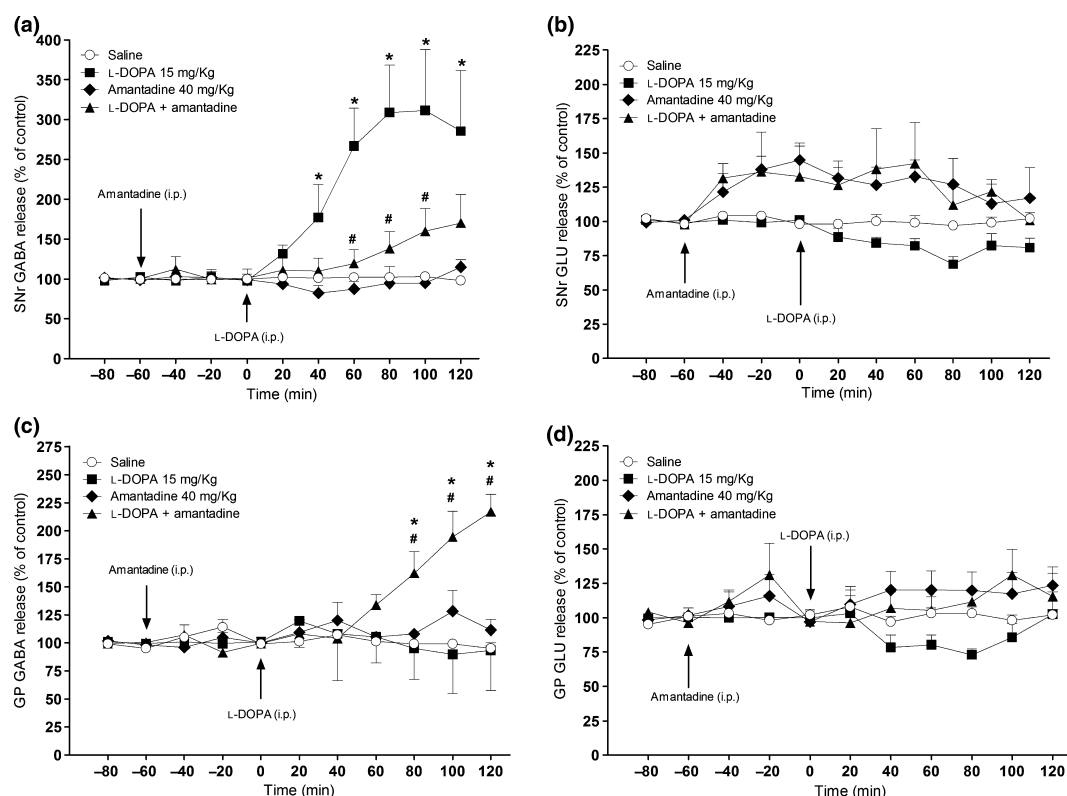 (a)
400
350
300
250
200
150
100
50
0
SNr GABA release (% of control)
Saline
L-DOPA 15 mg/Kg
Amantadine 40 mg/Kg
L-DOPA + amantadine
Amantadine (i.p.)
L-DOPA (i.p.)
* * * * *
# # #
–80 –60 –40 –20 0 20 40 60 80 100 120
Time (min)
(b)
225
200
175
150
125
100
75
50
25
0
SNr GLU release (% of control)
Saline
L-DOPA 15 mg/Kg
Amantadine 40 mg/Kg
L-DOPA + amantadine
Amantadine (i.p.)
L-DOPA (i.p.)
–80 –60 –40 –20 0 20 40 60 80 100 120
Time (min)
(c)
275
250
225
200
175
150
125
100
75
50
25
0
GP GABA release (% of control)
Saline
L-DOPA 15 mg/Kg
Amantadine 40 mg/Kg
L-DOPA + amantadine
Amantadine (i.p.)
L-DOPA (i.p.)
* * *
# # #
–80 –60 –40 –20 0 20 40 60 80 100 120
Time (min)
(d)
225
200
175
150
125
100
75
50
25
0
GP GLU release (% of control)
Saline
L-DOPA 15 mg/Kg
Amantadine 40 mg/Kg
L-DOPA + amantadine
L-DOPA (i.p.)
Amantadine (i.p.)
–80 –60 –40 –20 0 20 40 60 80 100 120
Time (min)